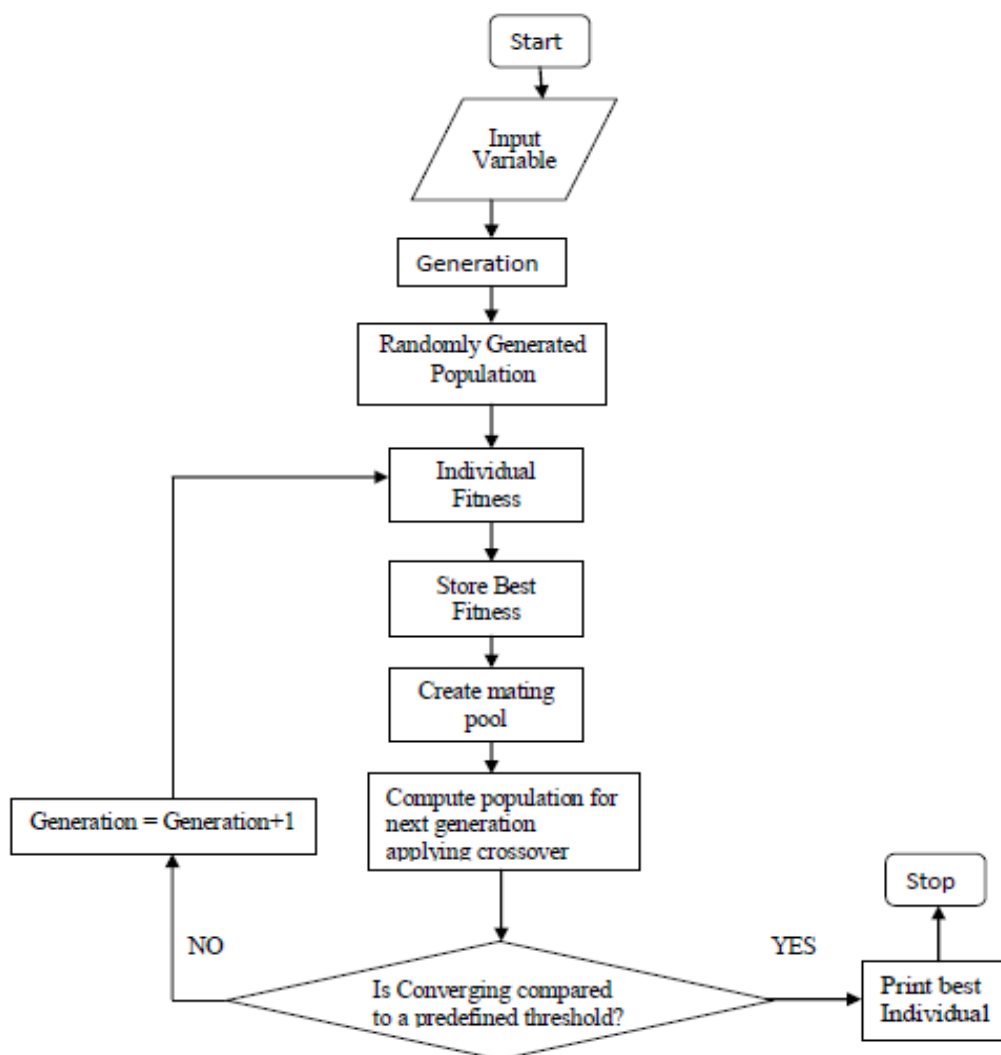 Start
Input
Variable
Generation
Randomly Generated
Population
Individual
Fitness
Store Best
Fitness
Create mating
pool
Generation = Generation+1
Compute population for
next generation
applying crossover
Stop
NO
YES
Is Converging compared
to a predefined threshold?
Print best
Individual